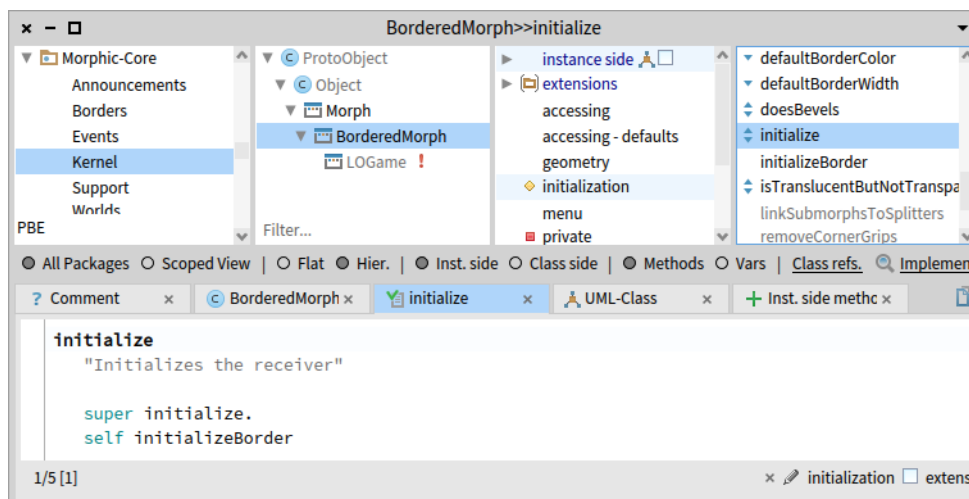 BorderedMorph>>initialize
Morphic-Core
Announcements
Borders
Events
Kernel
Support
Worlds
PBE
ProtoObject
Object
Morph
BorderedMorph
LOGame !
Filter...
instance side
extensions
accessing
accessing - defaults
geometry
initialization
menu
private
defaultBorderColor
defaultBorderWidth
doesBevels
initialize
initializeBorder
isTranslucentButNotTranspa
linkSubmorphsToSplitters
removeCornerGrips
All Packages Scoped View | Flat Hier. | Inst. side Class side | Methods Vars | Class refs. Implemen
? Comment × BorderedMorph × initialize × UML-Class × Inst. side methc ×
initialize
"Initializes the receiver"
super initialize.
self initializeBorder
1/5 [1] × initialization extens